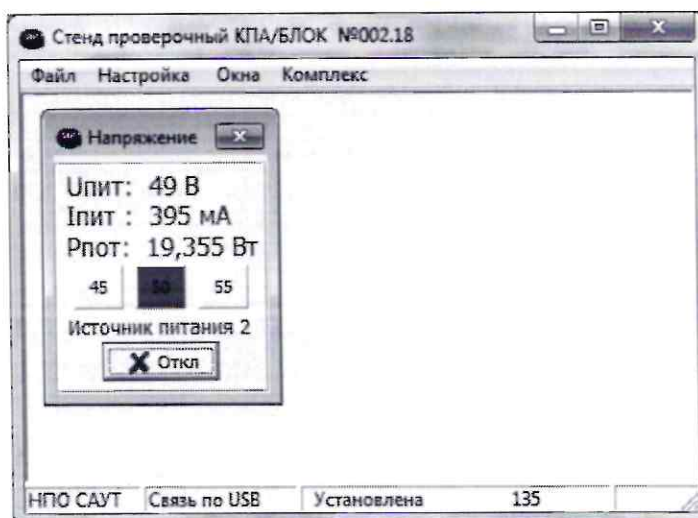 Стенд проверочный КПА/БЛОК №002.18
Файл Настройка Окна Комплекс
Напряжение
Uпит: 49 В
Iпит : 395 мА
Pпот: 19,355 Вт
45 50 55
Источник питания 2
Откл
НПО САУТ Связь по USB Установлена 135